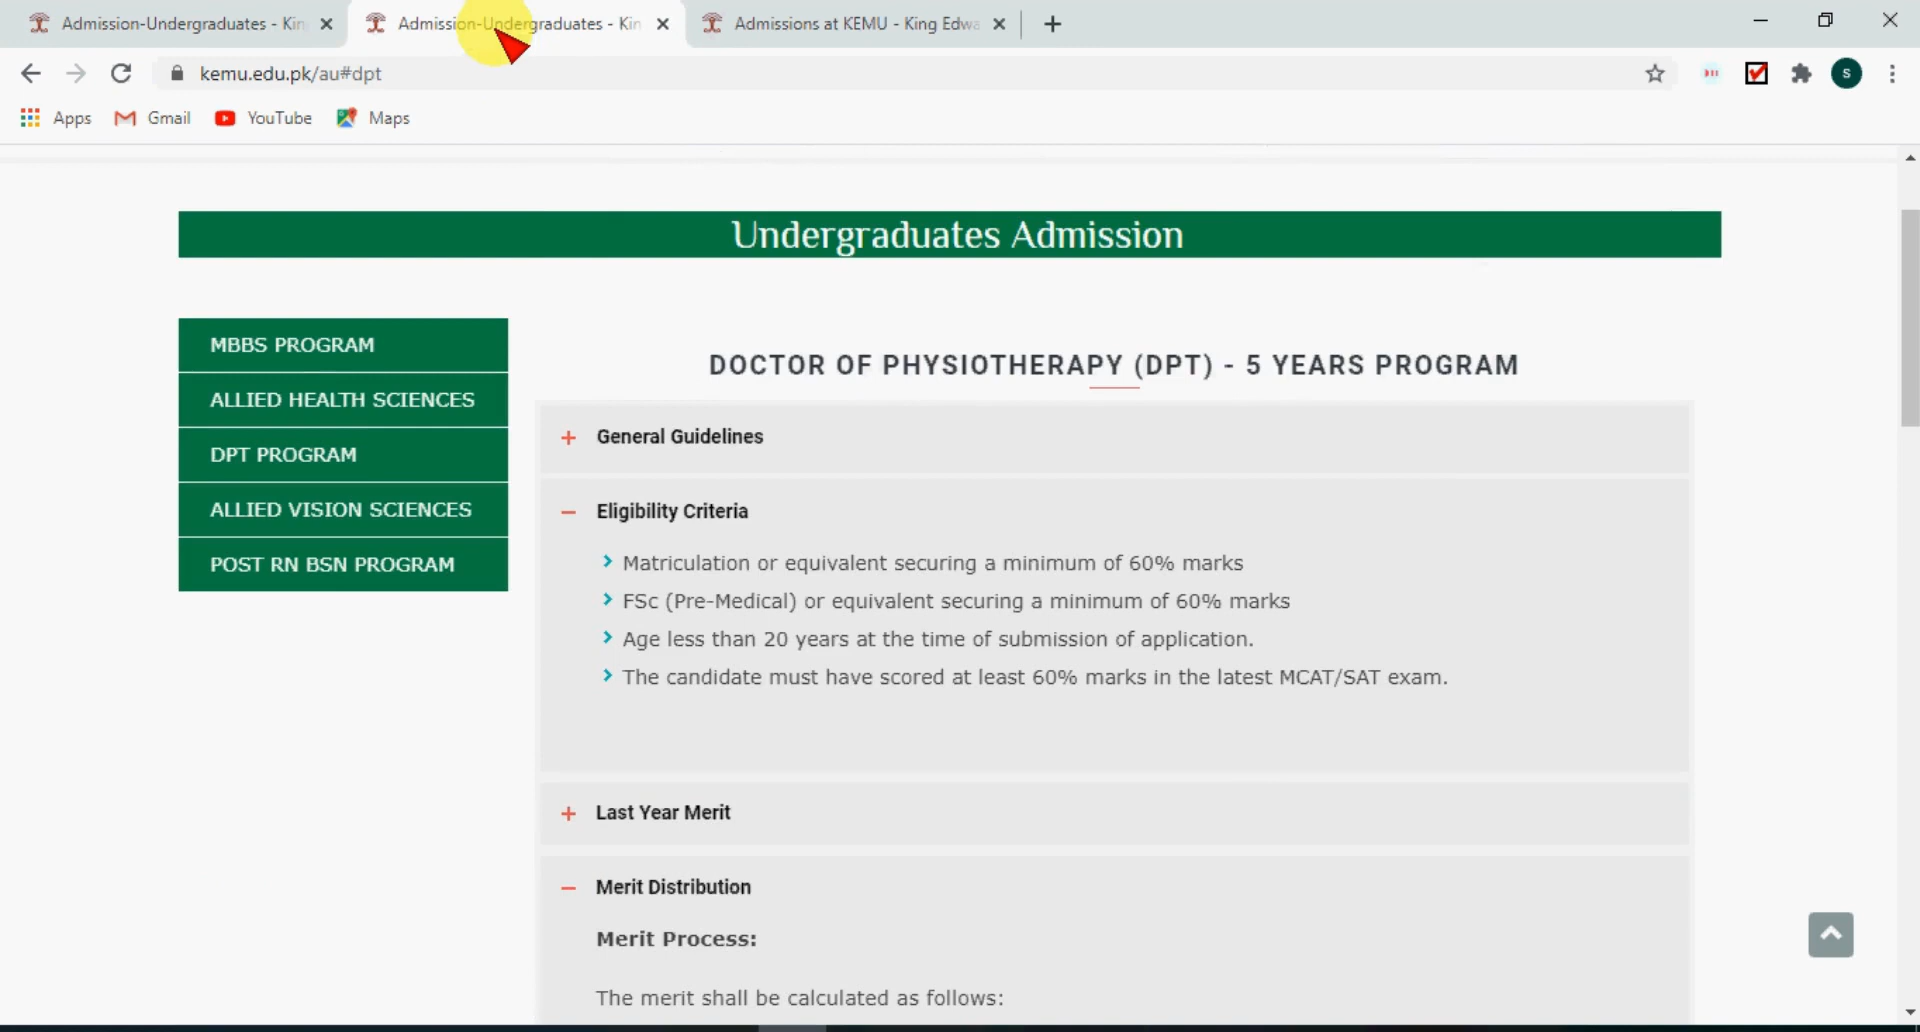 Admission-Undergraduates - Kin
Admission-Undergraduates - Kin
Admissions at KEMU - King Edwa
kemu.edu.pk/au#dpt
S
Apps
Gmail
YouTube
Maps
Undergraduates Admission
MBBS PROGRAM
ALLIED HEALTH SCIENCES
DPT PROGRAM
ALLIED VISION SCIENCES
POST RN BSN PROGRAM
DOCTOR OF PHYSIOTHERAPY (DPT) - 5 YEARS PROGRAM
+ General Guidelines
– Eligibility Criteria
Matriculation or equivalent securing a minimum of 60% marks
FSc (Pre-Medical) or equivalent securing a minimum of 60% marks
Age less than 20 years at the time of submission of application.
The candidate must have scored at least 60% marks in the latest MCAT/SAT exam.
+ Last Year Merit
– Merit Distribution
Merit Process:
The merit shall be calculated as follows: